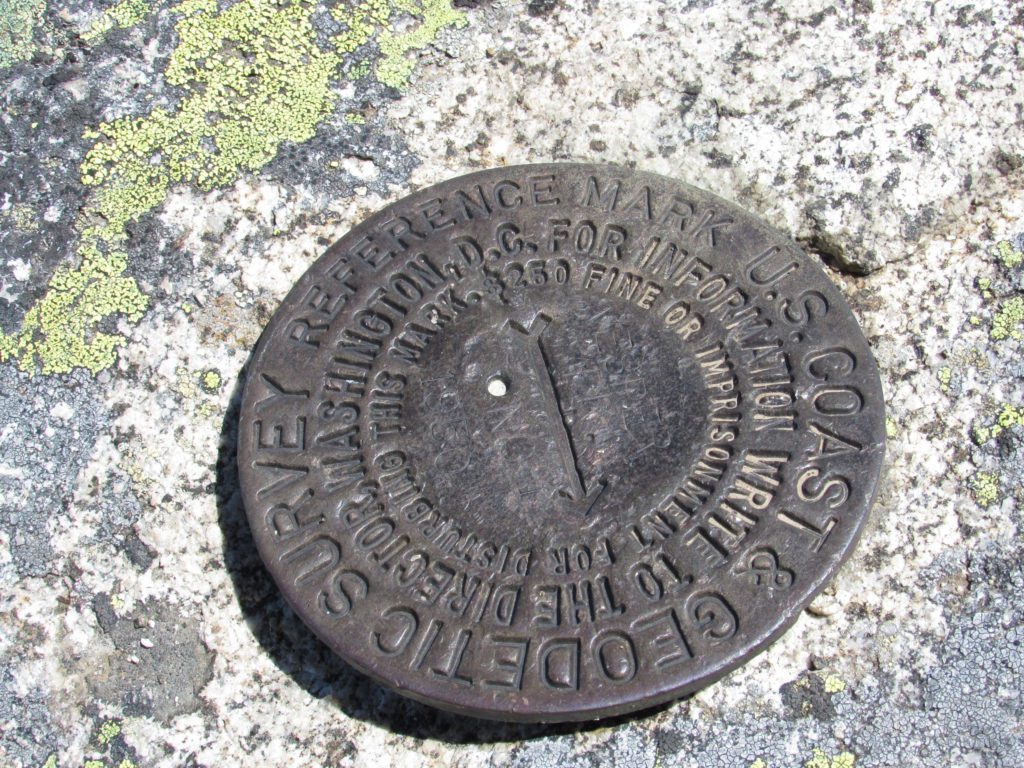 U.S. COAST & GEODETIC SURVEY REFERENCE MARK
FOR INFORMATION WRITE TO THE DIRECTOR, WASHINGTON, D.C.
$250 FINE OR IMPRISONMENT FOR DISTURBING THIS MARK.